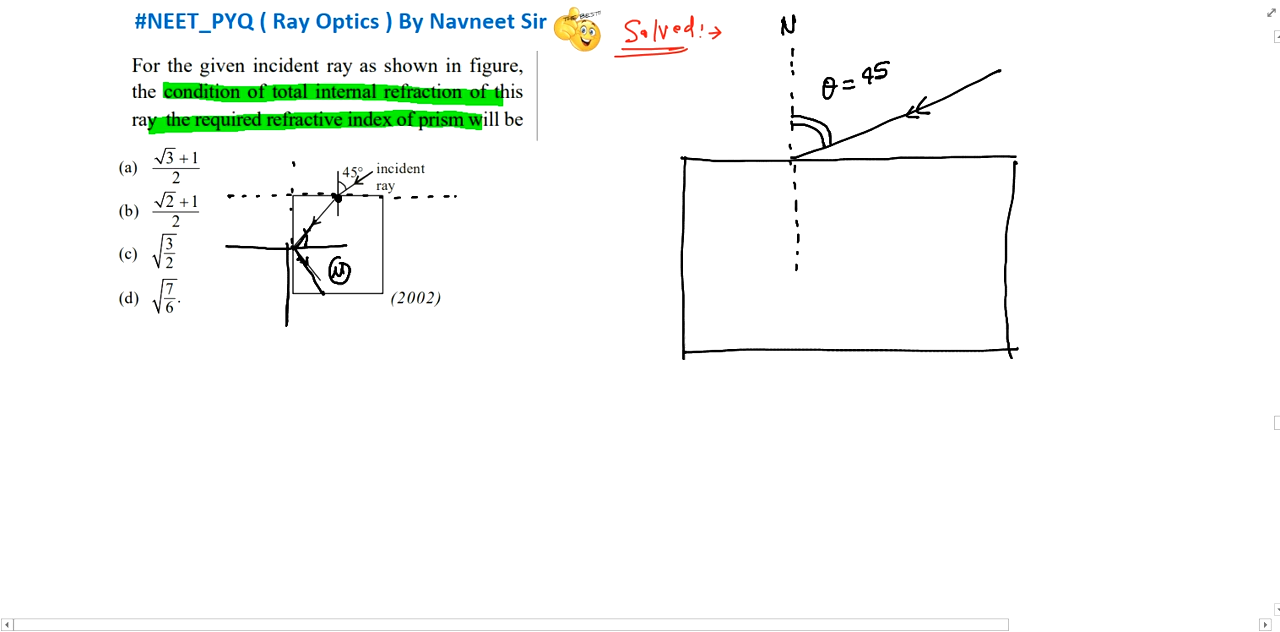 #NEET_PYQ ( Ray Optics ) By Navneet Sir
THE BEST!!
Solved:→
For the given incident ray as shown in figure,
the condition of total internal refraction of this
ray the required refractive index of prism will be
(a) (√3 + 1)/2
(b) (√2 + 1)/2
(c) √(3/2)
(d) √(7/6).
45° incident
ray
μ
(2002)
N
θ = 45